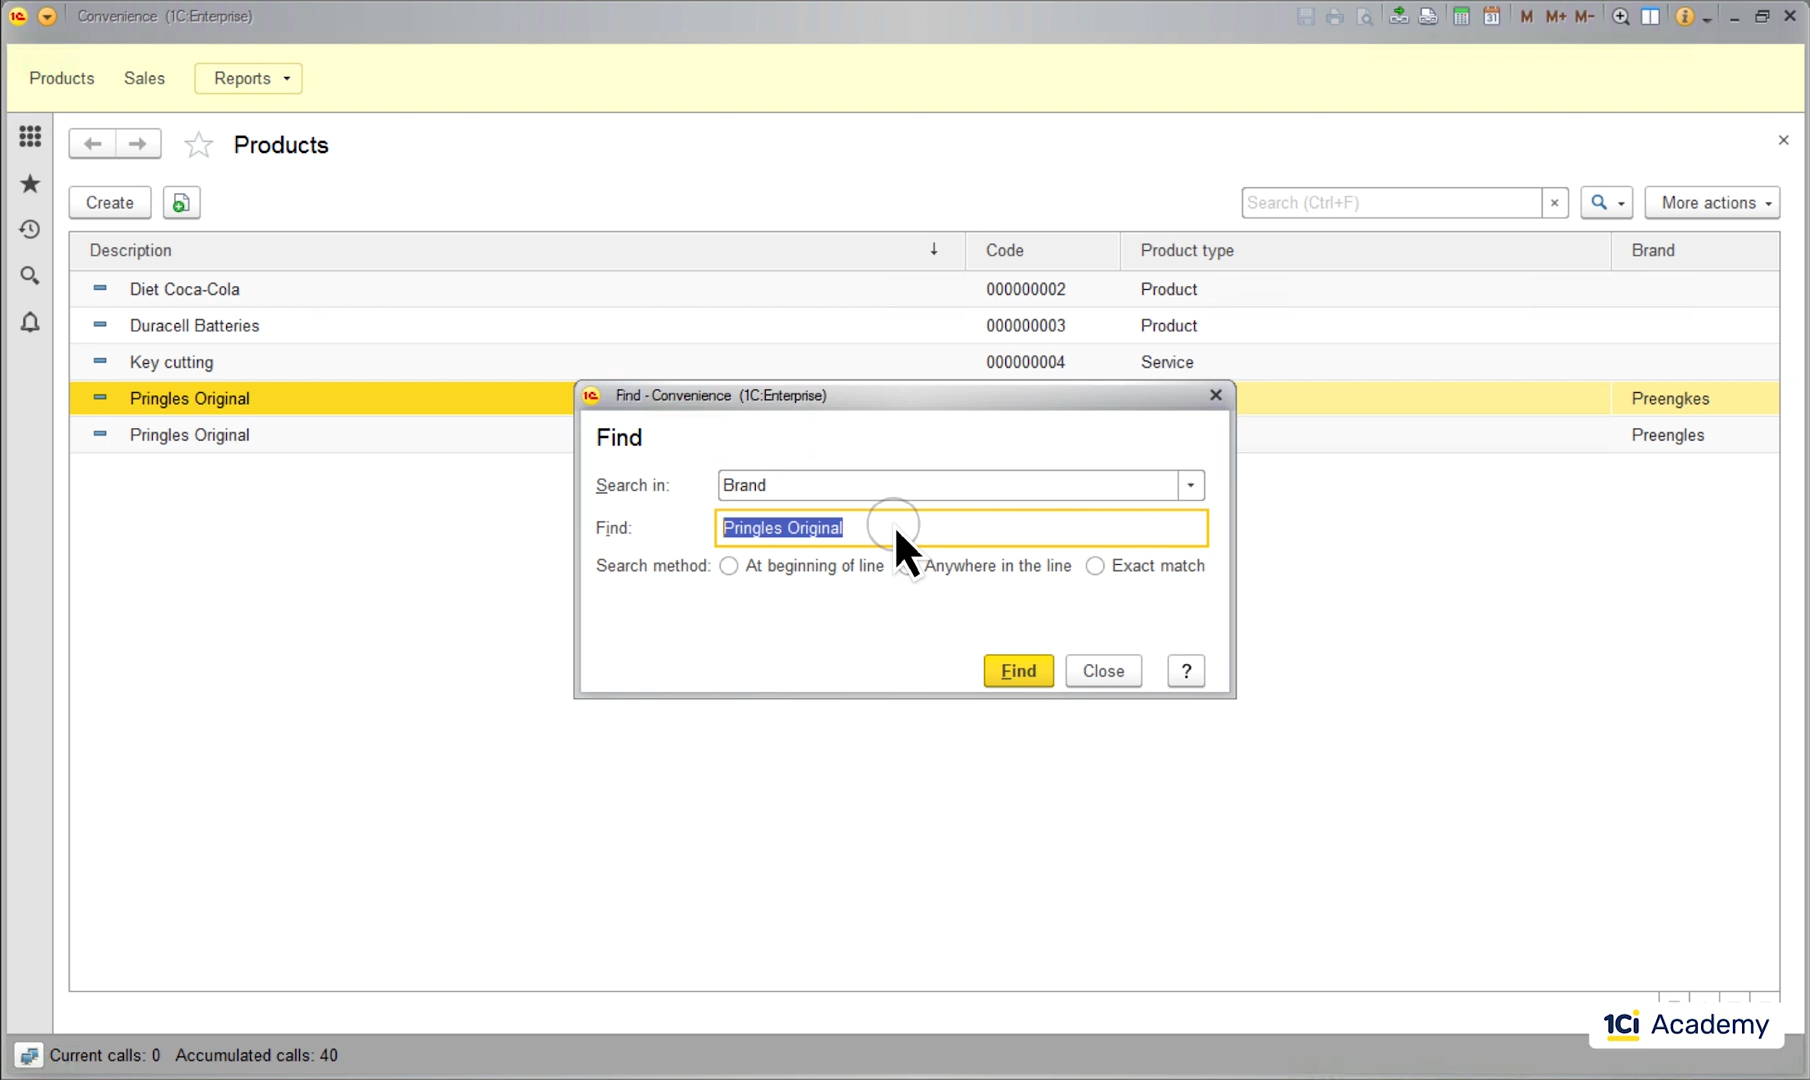 Convenience (1C:Enterprise)
31 M M+ M- i
Products Sales Reports
Products
Create Search (Ctrl+F) × More actions
Description ↓ Code Product type Brand
Diet Coca-Cola 000000002 Product
Duracell Batteries 000000003 Product
Key cutting 000000004 Service
Pringles Original Preengkes
Pringles Original Preengles
Find - Convenience (1C:Enterprise)
Find
Search in: Brand
Find: Pringles Original
Search method: At beginning of line Anywhere in the line Exact match
Find Close ?
1Ci Academy
Current calls: 0 Accumulated calls: 40